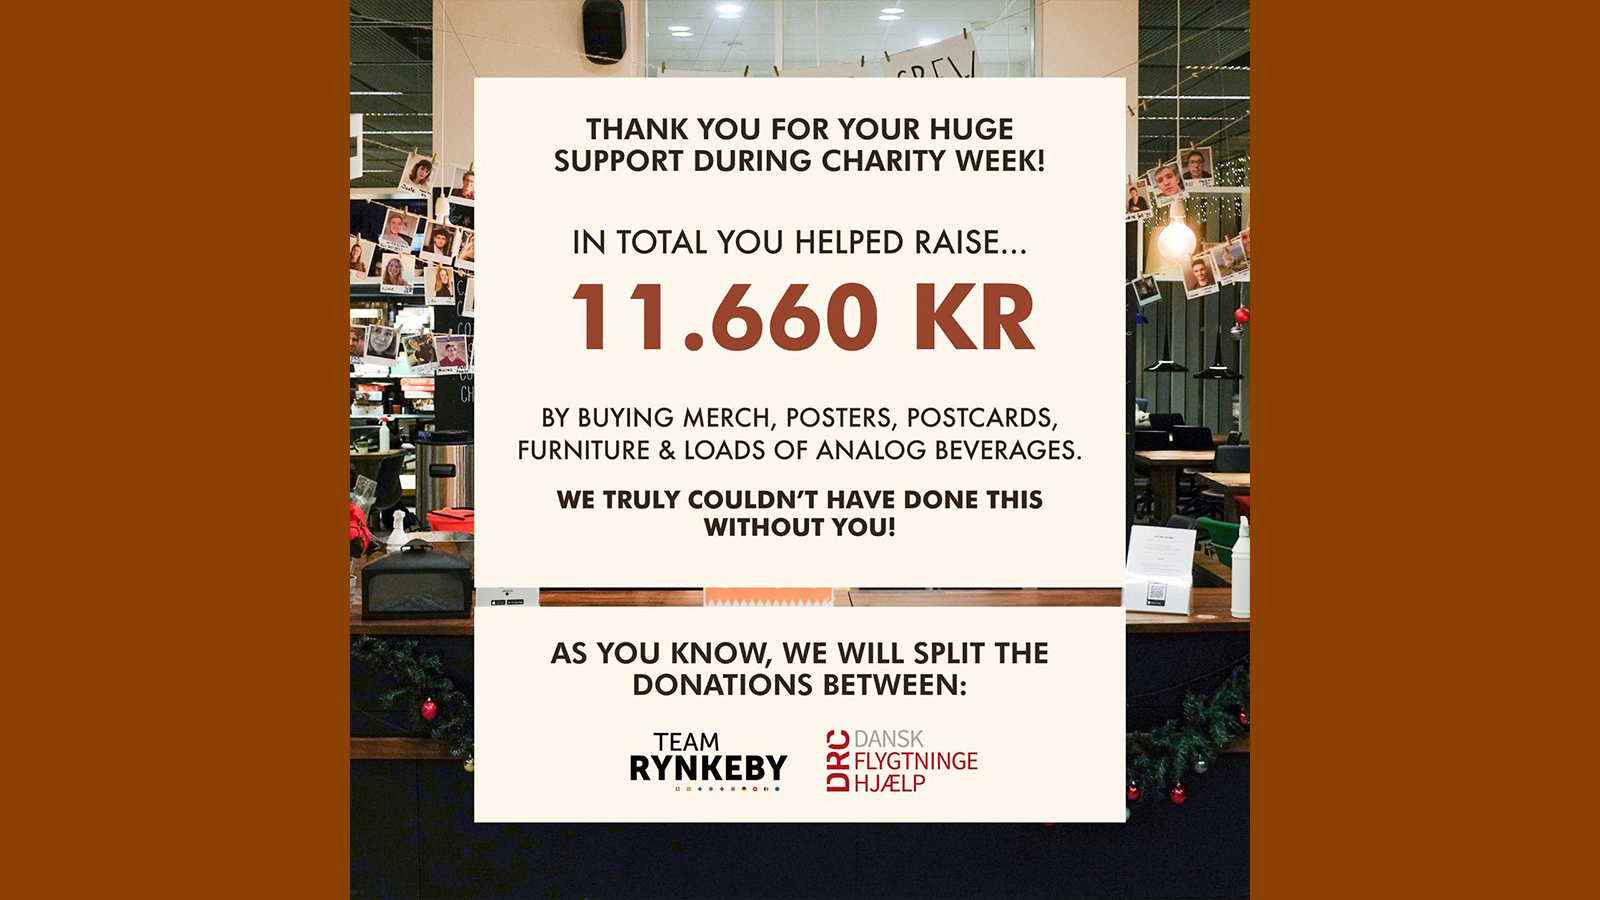 THANK YOU FOR YOUR HUGE
SUPPORT DURING CHARITY WEEK!
IN TOTAL YOU HELPED RAISE...
11.660 KR
BY BUYING MERCH, POSTERS, POSTCARDS,
FURNITURE & LOADS OF ANALOG BEVERAGES.
WE TRULY COULDN'T HAVE DONE THIS
WITHOUT YOU!
AS YOU KNOW, WE WILL SPLIT THE
DONATIONS BETWEEN:
TEAM
RYNKEBY
DRC
DANSK
FLYGTNINGE
HJÆLP